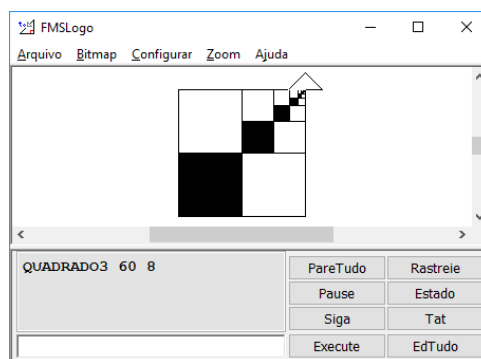 FMSLogo
Arquivo Bitmap Configurar Zoom Ajuda
QUADRADO3 60 8
PareTudo Rastreie
Pause Estado
Siga Tat
Execute EdTudo